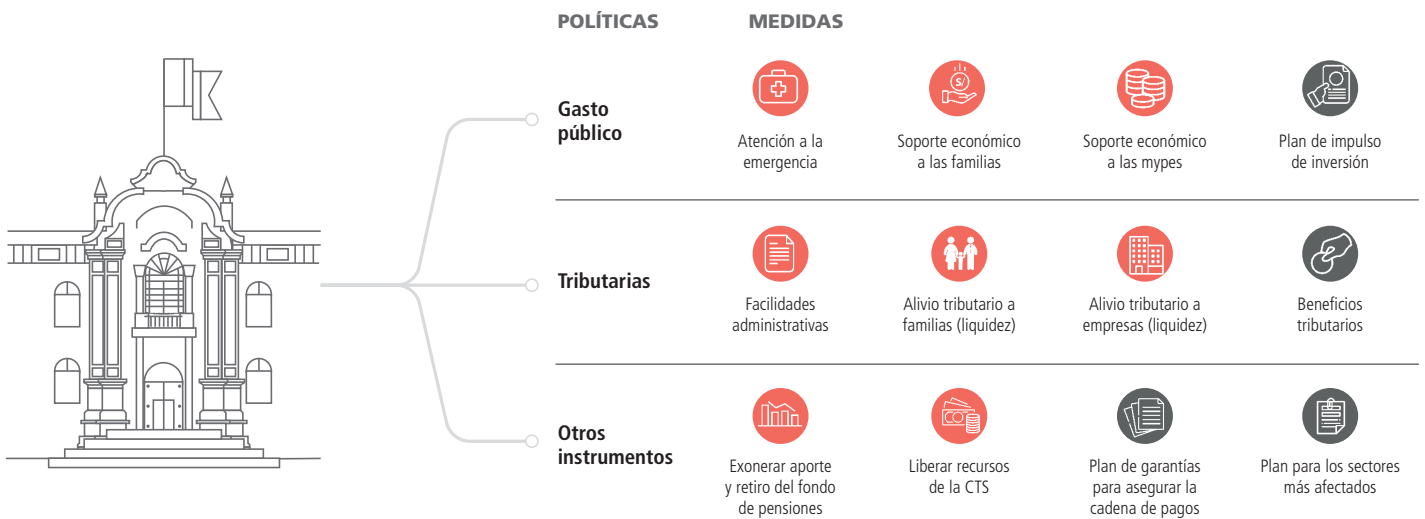 POLÍTICAS MEDIDAS
Gasto
público
S/
Atención a la
emergencia
Soporte económico
a las familias
Soporte económico
a las mypes
Plan de impulso
de inversión
Tributarias
Facilidades
administrativas
Alivio tributario a
familias (liquidez)
Alivio tributario a
empresas (liquidez)
Beneficios
tributarios
Otros
instrumentos
Exonerar aporte
y retiro del fondo
de pensiones
Liberar recursos
de la CTS
Plan de garantías
para asegurar la
cadena de pagos
Plan para los sectores
más afectados